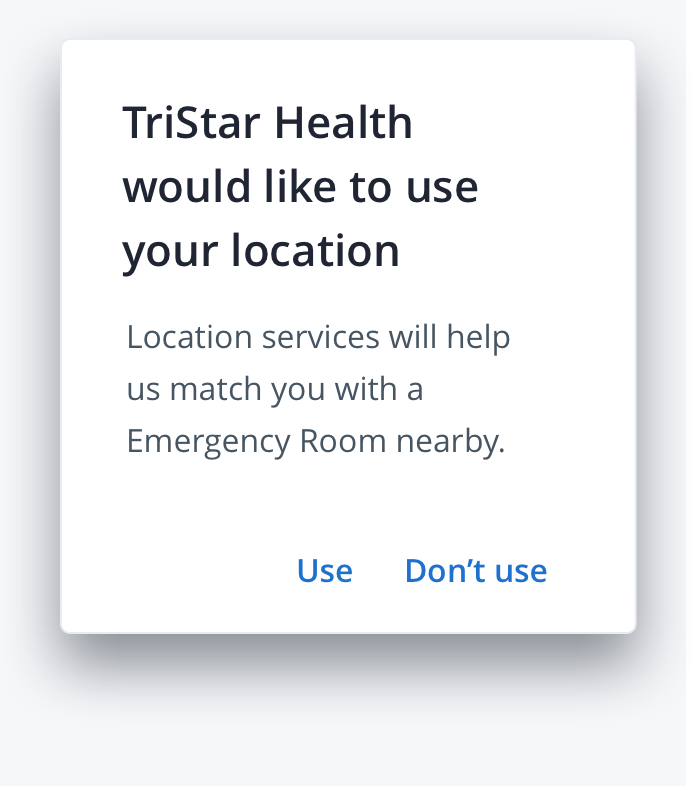 TriStar Health
would like to use
your location
Location services will help
us match you with a
Emergency Room nearby.
Use Don’t use